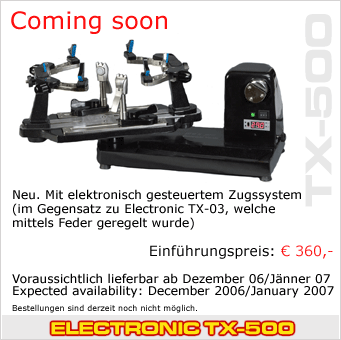 Coming soon
TX-500
Neu. Mit elektronisch gesteuertem Zugssystem
(im Gegensatz zu Electronic TX-03, welche
mittels Feder geregelt wurde)
Einführungspreis: € 360,-
Voraussichtlich lieferbar ab Dezember 06/Jänner 07
Expected availability: December 2006/January 2007
Bestellungen sind derzeit noch nicht möglich.
ELECTRONIC TX-500